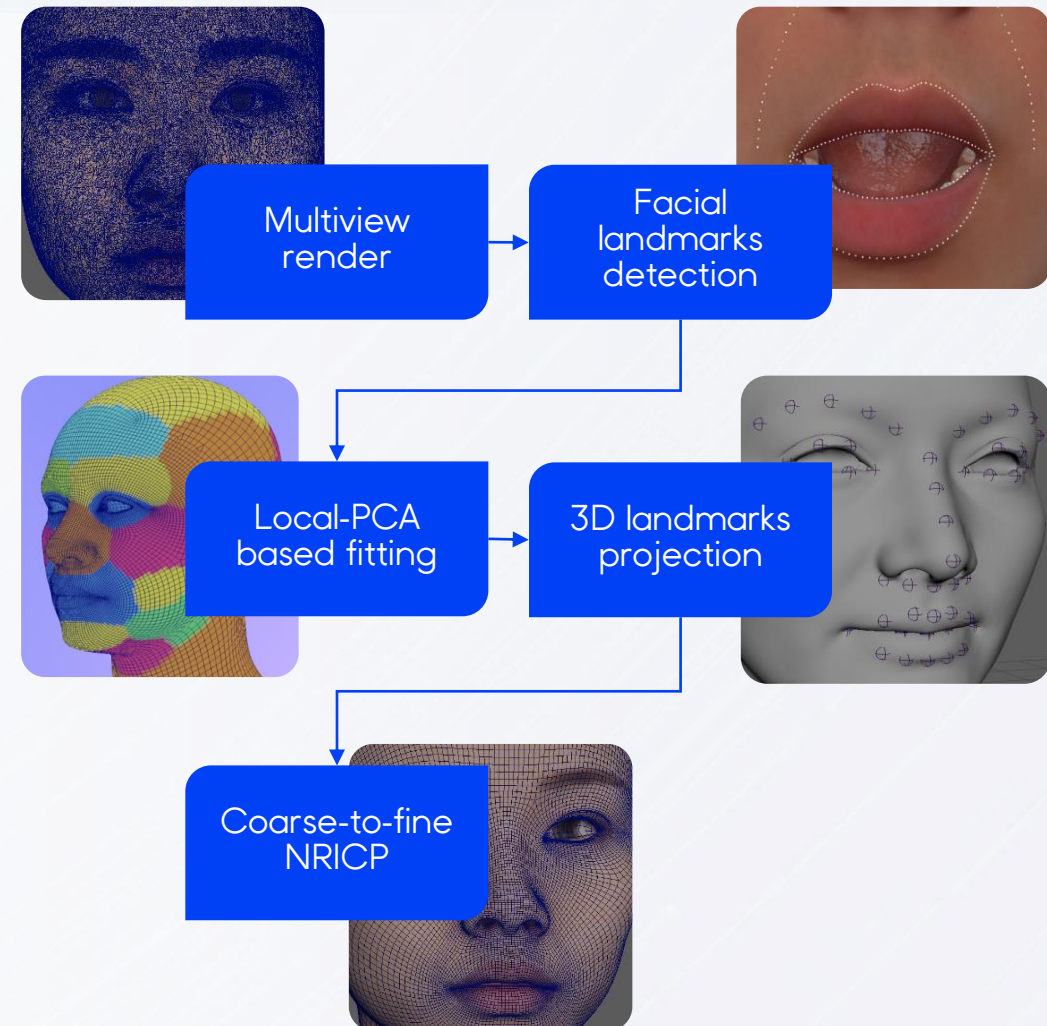 Multiview
render
Facial
landmarks
detection
Local-PCA
based fitting
3D landmarks
projection
Coarse-to-fine
NRICP